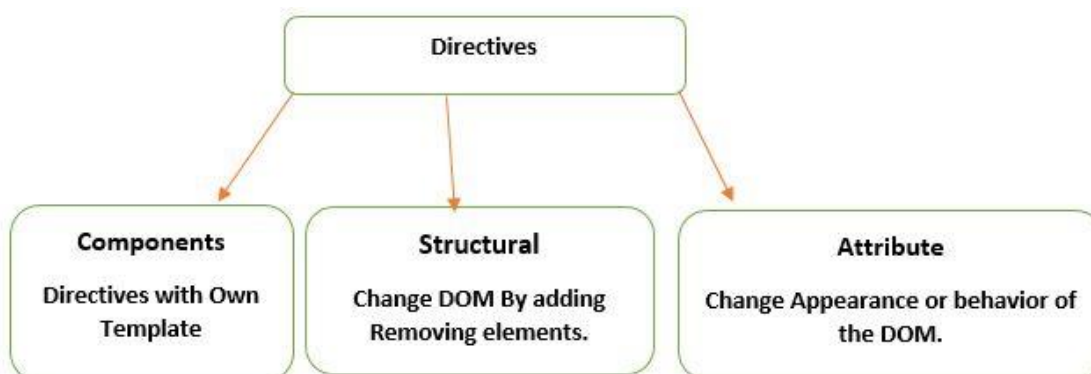 Directives
Components
Directives with Own
Template
Structural
Change DOM By adding
Removing elements.
Attribute
Change Appearance or behavior of
the DOM.